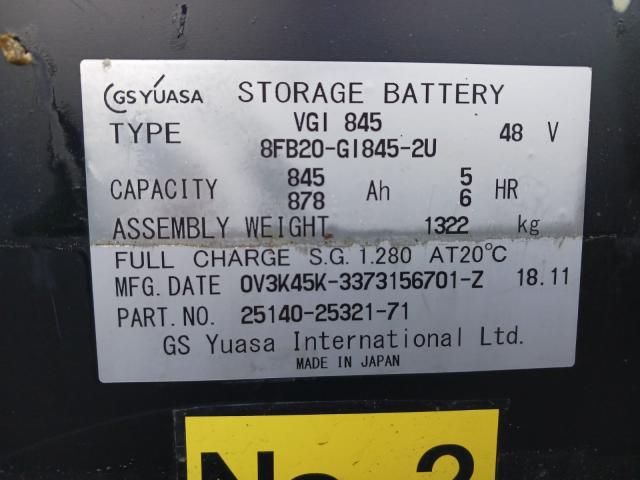 GS YUASA STORAGE BATTERY
TYPE VGI 845 48 V
8FB20-GI845-2U
CAPACITY 845 Ah 5 HR
878 6
ASSEMBLY WEIGHT 1322 kg
FULL CHARGE S.G. 1.280 AT20℃
MFG. DATE 0V3K45K-3373156701-Z 18.11
PART. NO. 25140-25321-71
GS Yuasa International Ltd.
MADE IN JAPAN
No.2